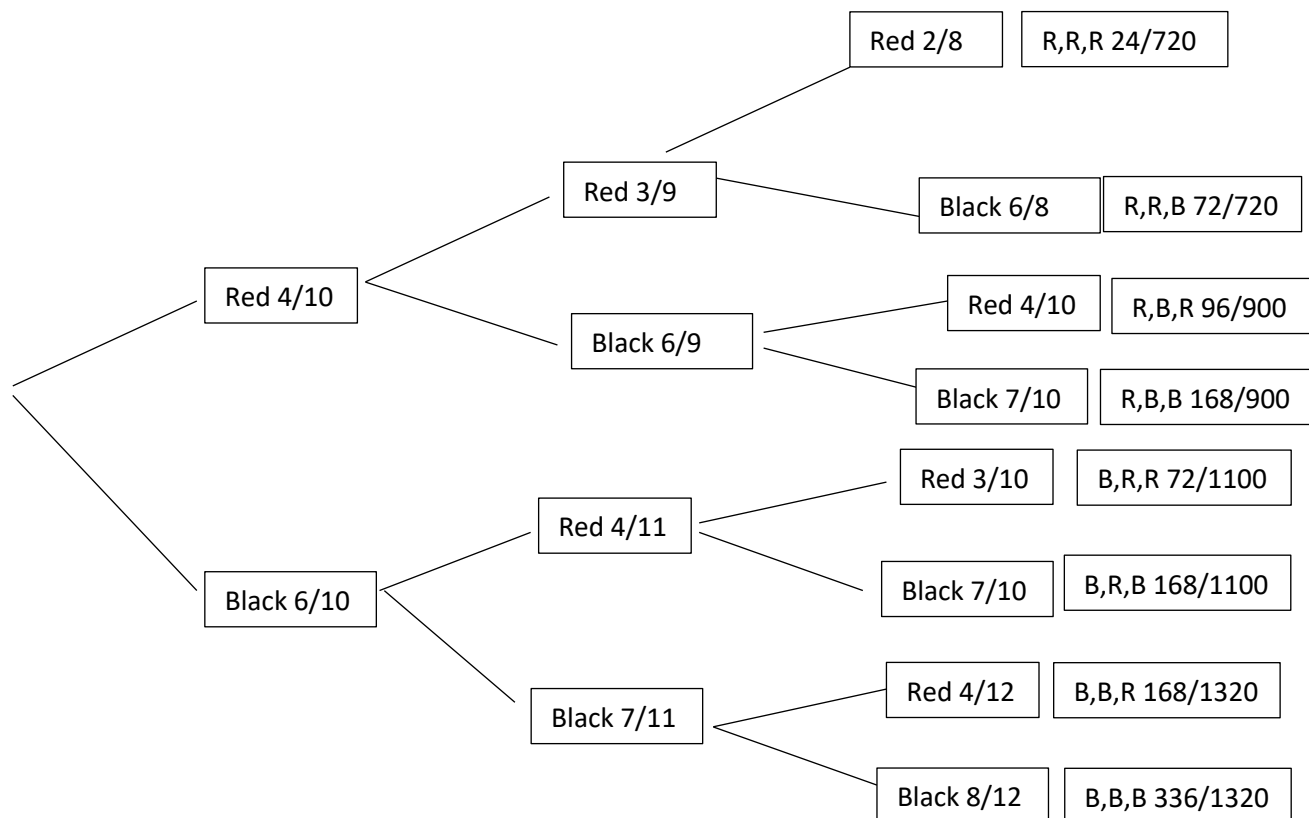 Red 2/8
R,R,R 24/720
Red 3/9
Black 6/8
R,R,B 72/720
Red 4/10
Red 4/10
R,B,R 96/900
Black 6/9
Black 7/10
R,B,B 168/900
Red 3/10
B,R,R 72/1100
Red 4/11
Black 6/10
Black 7/10
B,R,B 168/1100
Red 4/12
B,B,R 168/1320
Black 7/11
Black 8/12
B,B,B 336/1320